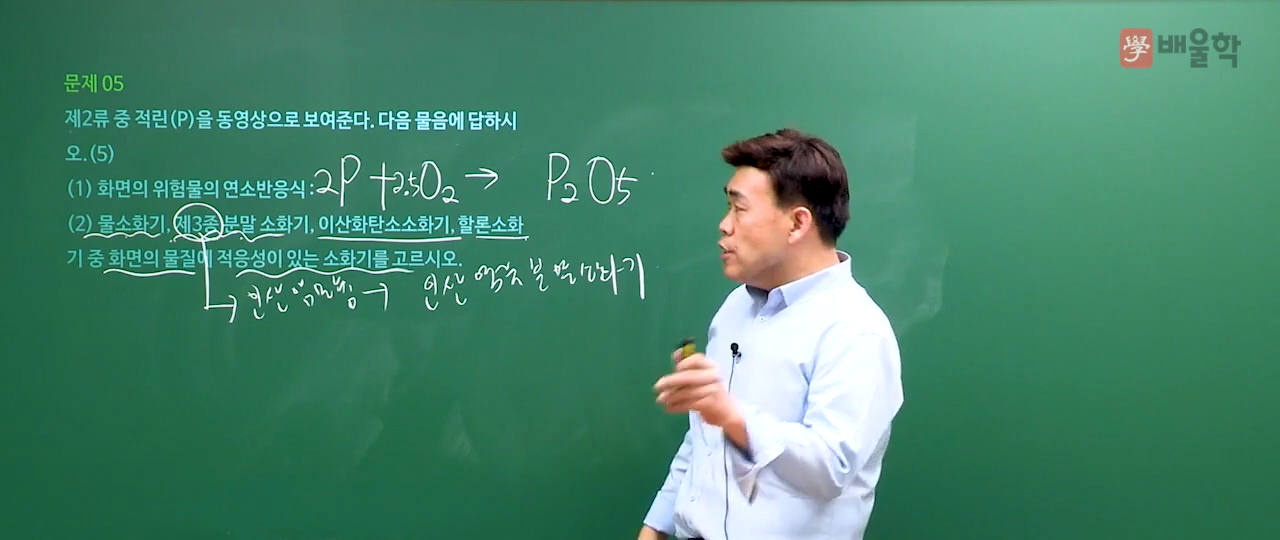 學 배울학
문제 05
제2류 중 적린(P)을 동영상으로 보여준다. 다음 물음에 답하시
오. (5)
(1) 화면의 위험물의 연소반응식 : 2P + 2.5O₂ → P₂O₅
(2) 물소화기, 제3종 분말 소화기, 이산화탄소소화기, 할론소화
기 중 화면의 물질에 적응성이 있는 소화기를 고르시오.
→ 인산 → 인산 분말소화기